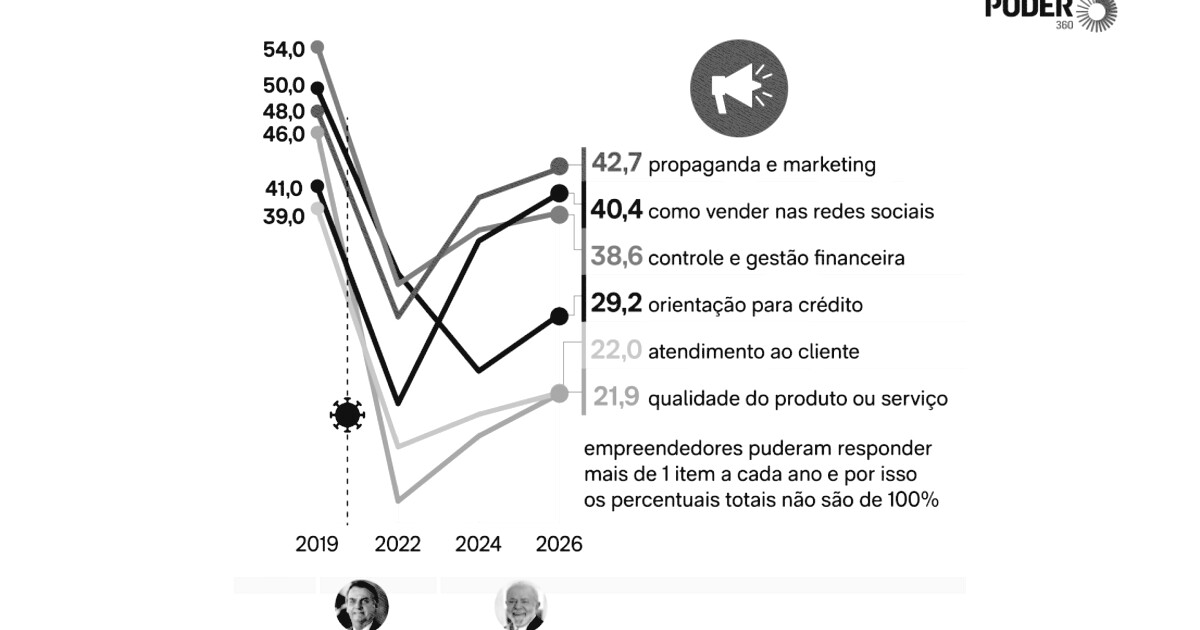 PODER
360
54,0
50,0
48,0
46,0
41,0
39,0
42,7 propaganda e marketing
40,4 como vender nas redes sociais
38,6 controle e gestão financeira
29,2 orientação para crédito
22,0 atendimento ao cliente
21,9 qualidade do produto ou serviço
empreendedores puderam responder
mais de 1 item a cada ano e por isso
os percentuais totais não são de 100%
2019 2022 2024 2026